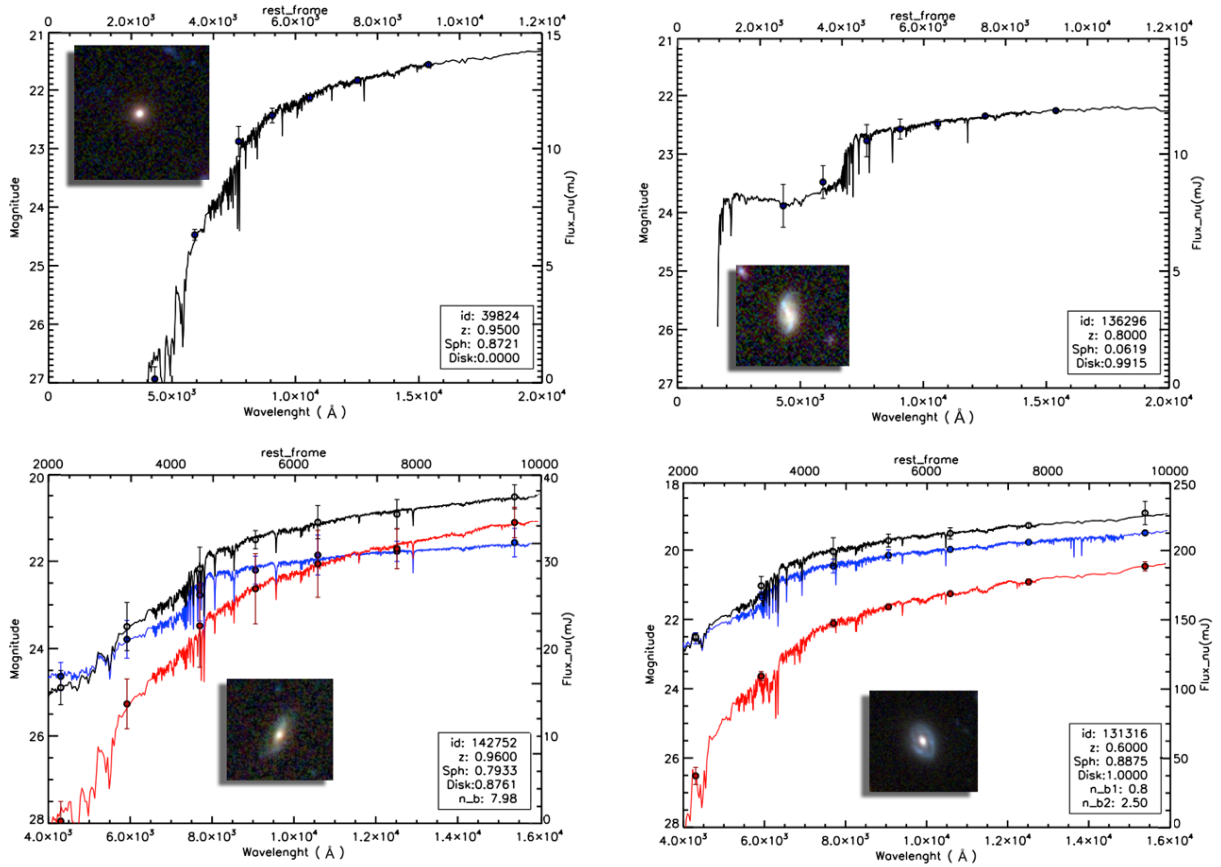 rest_frame
0 2.0×10³ 4.0×10³ 6.0×10³ 8.0×10³ 1.0×10⁴
21 22 23 24 25 26 27
Magnitude
15 10 5 0
Flux_nu(mJ)
id: 39824
z: 0.9500
Sph: 0.8721
Disk:0.0000
0 5.0×10³ 1.0×10⁴ 1.5×10⁴ 2.0×10⁴
Wavelenght ( Å )
rest_frame
0 2×10³ 4×10³ 6×10³ 8×10³ 10×10³ 12×10³
21 22 23 24 25 26 27
Magnitude
15 10 5 0
Flux_nu(mJ)
id: 136296
z: 0.8000
Sph: 0.0619
Disk:0.9915
0 5.0×10³ 1.0×10⁴ 1.5×10⁴ 2.0×10⁴
Wavelenght ( Å )
rest_frame
2000 4000 6000 8000 10000
20 22 24 26 28
Magnitude
40 30 20 10 0
Flux_nu(mJ)
id: 142752
z: 0.9600
Sph: 0.7933
Disk:0.8761
n_b: 7.98
4.0×10³ 6.0×10³ 8.0×10³ 1.0×10⁴ 1.2×10⁴ 1.4×10⁴ 1.6×10⁴
Wavelenght ( Å )
rest_frame
2000 4000 6000 8000 10000
18 20 22 24 26 28
Magnitude
250 200 150 100 50 0
Flux_nu(mJ)
id: 131316
z: 0.6000
Sph: 0.8875
Disk:1.0000
n_b1: 0.8
n_b2: 2.50
4.0×10³ 6.0×10³ 8.0×10³ 1.0×10⁴ 1.2×10⁴ 1.4×10⁴ 1.6×10⁴
Wavelenght ( Å )